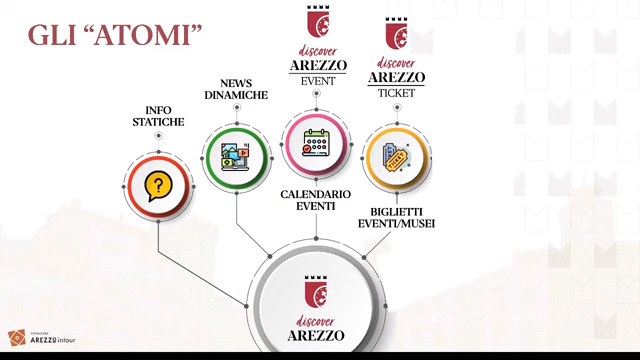 GLI “ATOMI”
discover
AREZZO
EVENT
discover
AREZZO
TICKET
NEWS
DINAMICHE
INFO
STATICHE
?
TICKET
CALENDARIO
EVENTI
BIGLIETTI
EVENTI/MUSEI
discover
AREZZO
FONDAZIONE
AREZZO intour